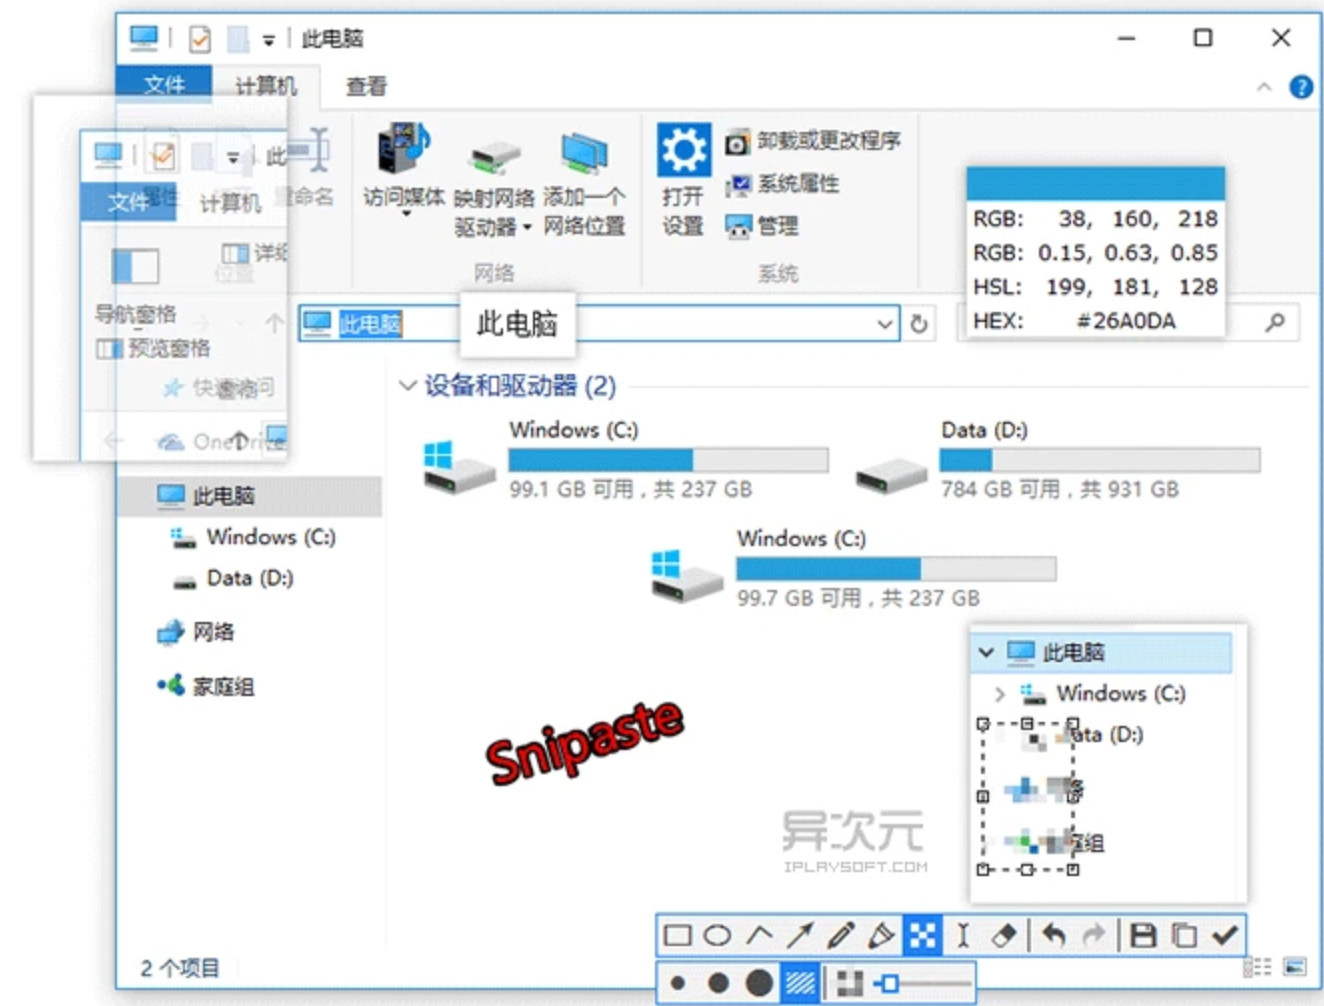 此电脑
文件 计算机 查看
此
文件 计算机
重命名
访问媒体
映射网络
驱动器
添加一个
网络位置
打开
设置
卸载或更改程序
系统属性
管理
位置
网络
系统
详细
导航窗格
预览窗格
RGB: 38, 160, 218
RGB: 0.15, 0.63, 0.85
HSL: 199, 181, 128
HEX: #26A0DA
此电脑
此电脑
快速访问
OneDrive
此电脑
Windows (C:)
Data (D:)
网络
家庭组
设备和驱动器 (2)
Windows (C:)
99.1 GB 可用，共 237 GB
Data (D:)
784 GB 可用，共 931 GB
Windows (C:)
99.7 GB 可用，共 237 GB
Snipaste
此电脑
Windows (C:)
ata (D:)
庭组
异次元
IPLAYSOFT.COM
2 个项目